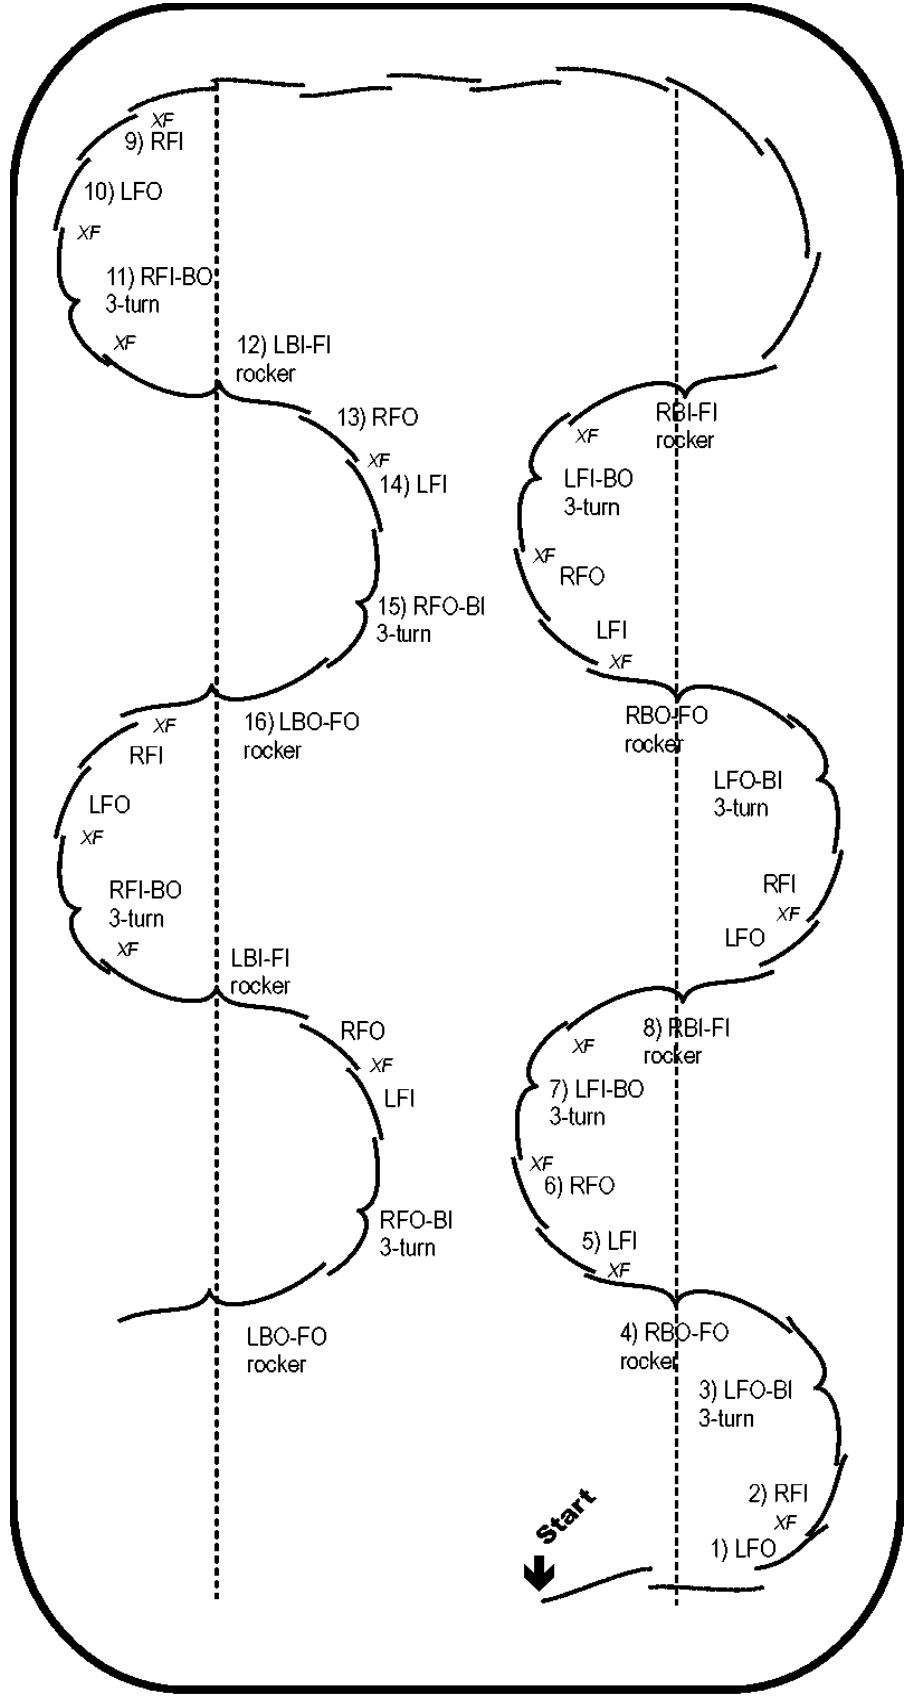 XF
9) RFI
10) LFO
XF
11) RFI-BO
3-turn
XF
12) LBI-FI
rocker
13) RFO
XF
14) LFI
15) RFO-BI
3-turn
16) LBO-FO
rocker
XF
RFI
LFO
XF
RFI-BO
3-turn
XF
LBI-FI
rocker
RFO
XF
LFI
RFO-BI
3-turn
LBO-FO
rocker
RBI-FI
rocker
XF
LFI-BO
3-turn
XF
RFO
LFI
XF
RBO-FO
rocker
LFO-BI
3-turn
RFI
XF
LFO
8) RBI-FI
rocker
XF
7) LFI-BO
3-turn
XF
6) RFO
5) LFI
XF
4) RBO-FO
rocker
3) LFO-BI
3-turn
2) RFI
XF
1) LFO
Start